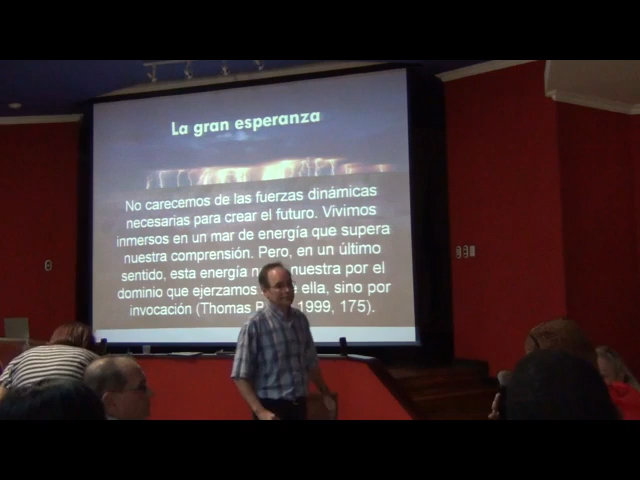 La gran esperanza
No carecemos de las fuerzas dinámicas
necesarias para crear el futuro. Vivimos
inmersos en un mar de energía que supera
nuestra comprensión. Pero, en un último
sentido, esta energía nuestra por el
dominio que ejerzamos ella, sino por
invocación (Thomas 1999, 175).